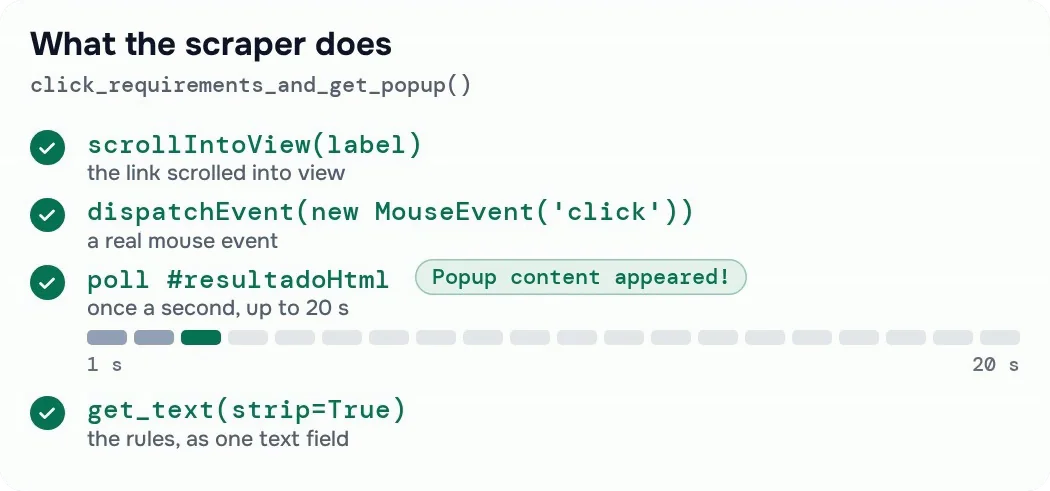 What the scraper does
click_requirements_and_get_popup()
scrollIntoView(label)
the link scrolled into view
dispatchEvent(new MouseEvent('click'))
a real mouse event
poll #resultadoHtml
Popup content appeared!
once a second, up to 20 s
1 s
20 s
get_text(strip=True)
the rules, as one text field